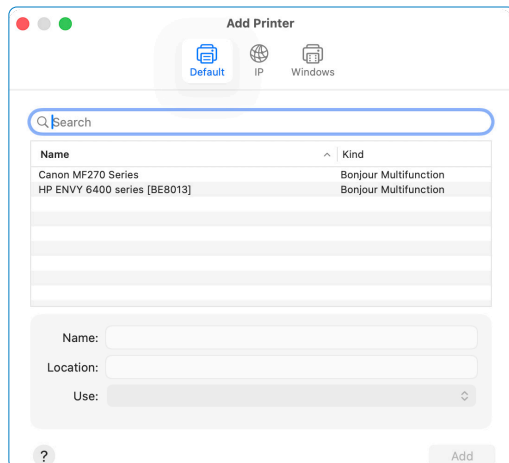 Add Printer
Default IP Windows
Search
Name Kind
Canon MF270 Series Bonjour Multifunction
HP ENVY 6400 series [BE8013] Bonjour Multifunction
Name:
Location:
Use:
? Add